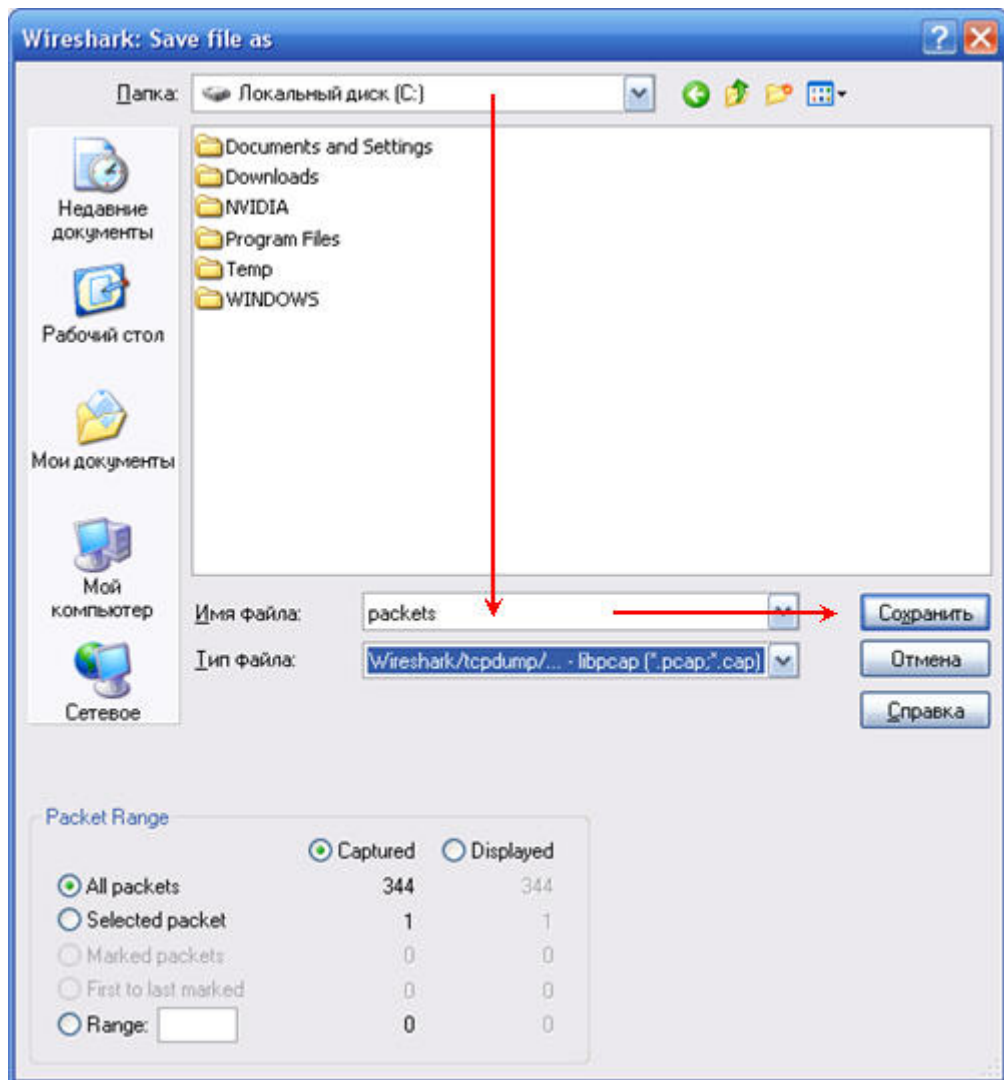 Wireshark: Save file as
Папка: Локальный диск (C:)
Недавние
документы
Рабочий стол
Мои документы
Мой
компьютер
Сетевое
Documents and Settings
Downloads
NVIDIA
Program Files
Temp
WINDOWS
Имя файла: packets Сохранить
Тип файла: Wireshark/tcpdump/... - libpcap (*.pcap;*.cap) Отмена
Справка
Packet Range
Captured Displayed
All packets 344 344
Selected packet 1 1
Marked packets 0 0
First to last marked 0 0
Range: 0 0